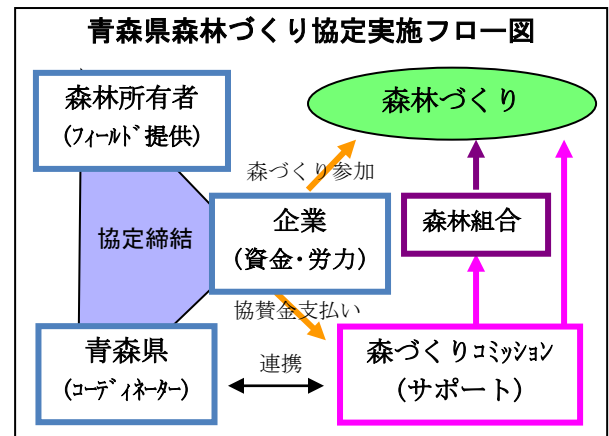 青森県森林づくり協定実施フロー図
森林所有者
(ﾌｨｰﾙﾄﾞ提供)
森林づくり
森づくり参加
協定締結
企業
(資金・労力)
森林組合
協賛金支払い
青森県
(ｺｰﾃﾞｨﾈｰﾀｰ)
連携
森づくりｺﾐｯｼｮﾝ
(サポート)